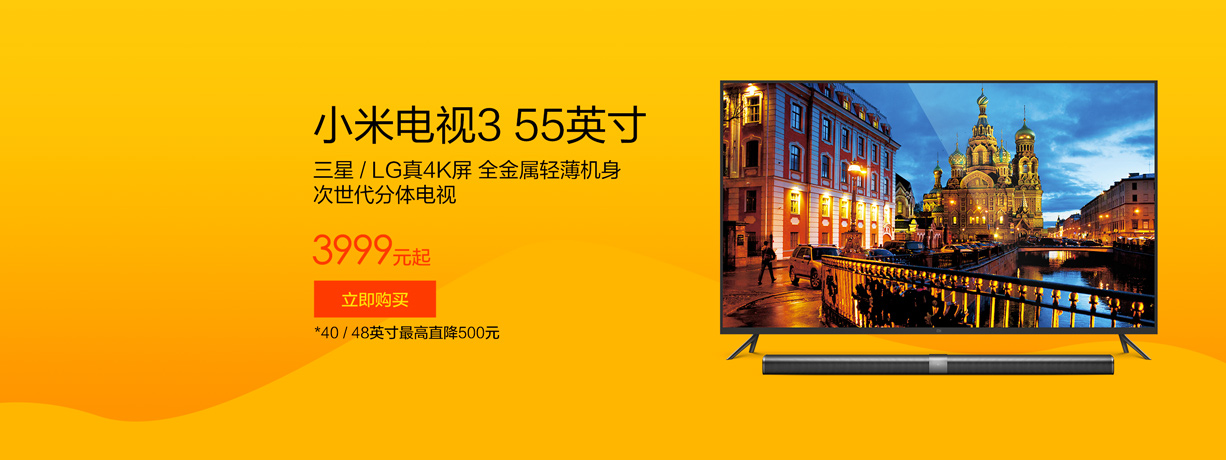 小米电视3 55英寸
三星 / LG真4K屏 全金属轻薄机身
次世代分体电视
3999元起
立即购买
*40 / 48英寸最高直降500元